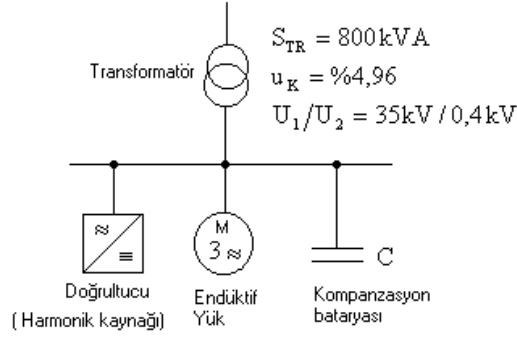 S_TR = 800kVA
Transformatör
u_K = %4,96
U_1/U_2 = 35kV / 0,4kV
≈
=
M
3 ≈
C
Doğrultucu
( Harmonik kaynağı)
Endüktif
Yük
Kompanzasyon
bataryası